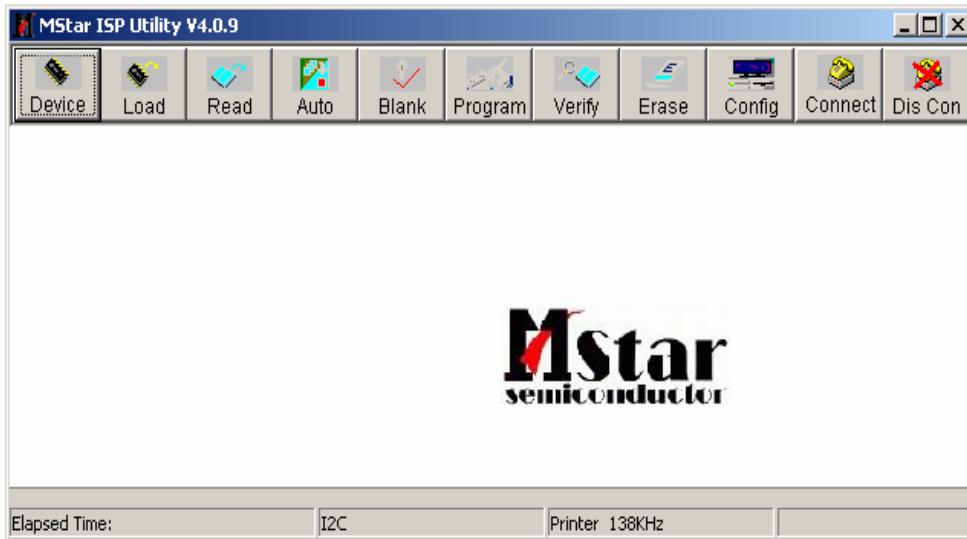 MStar ISP Utility V4.0.9
Device Load Read Auto Blank Program Verify Erase Config Connect Dis Con
MStar
semiconductor
Elapsed Time: I2C Printer 138KHz